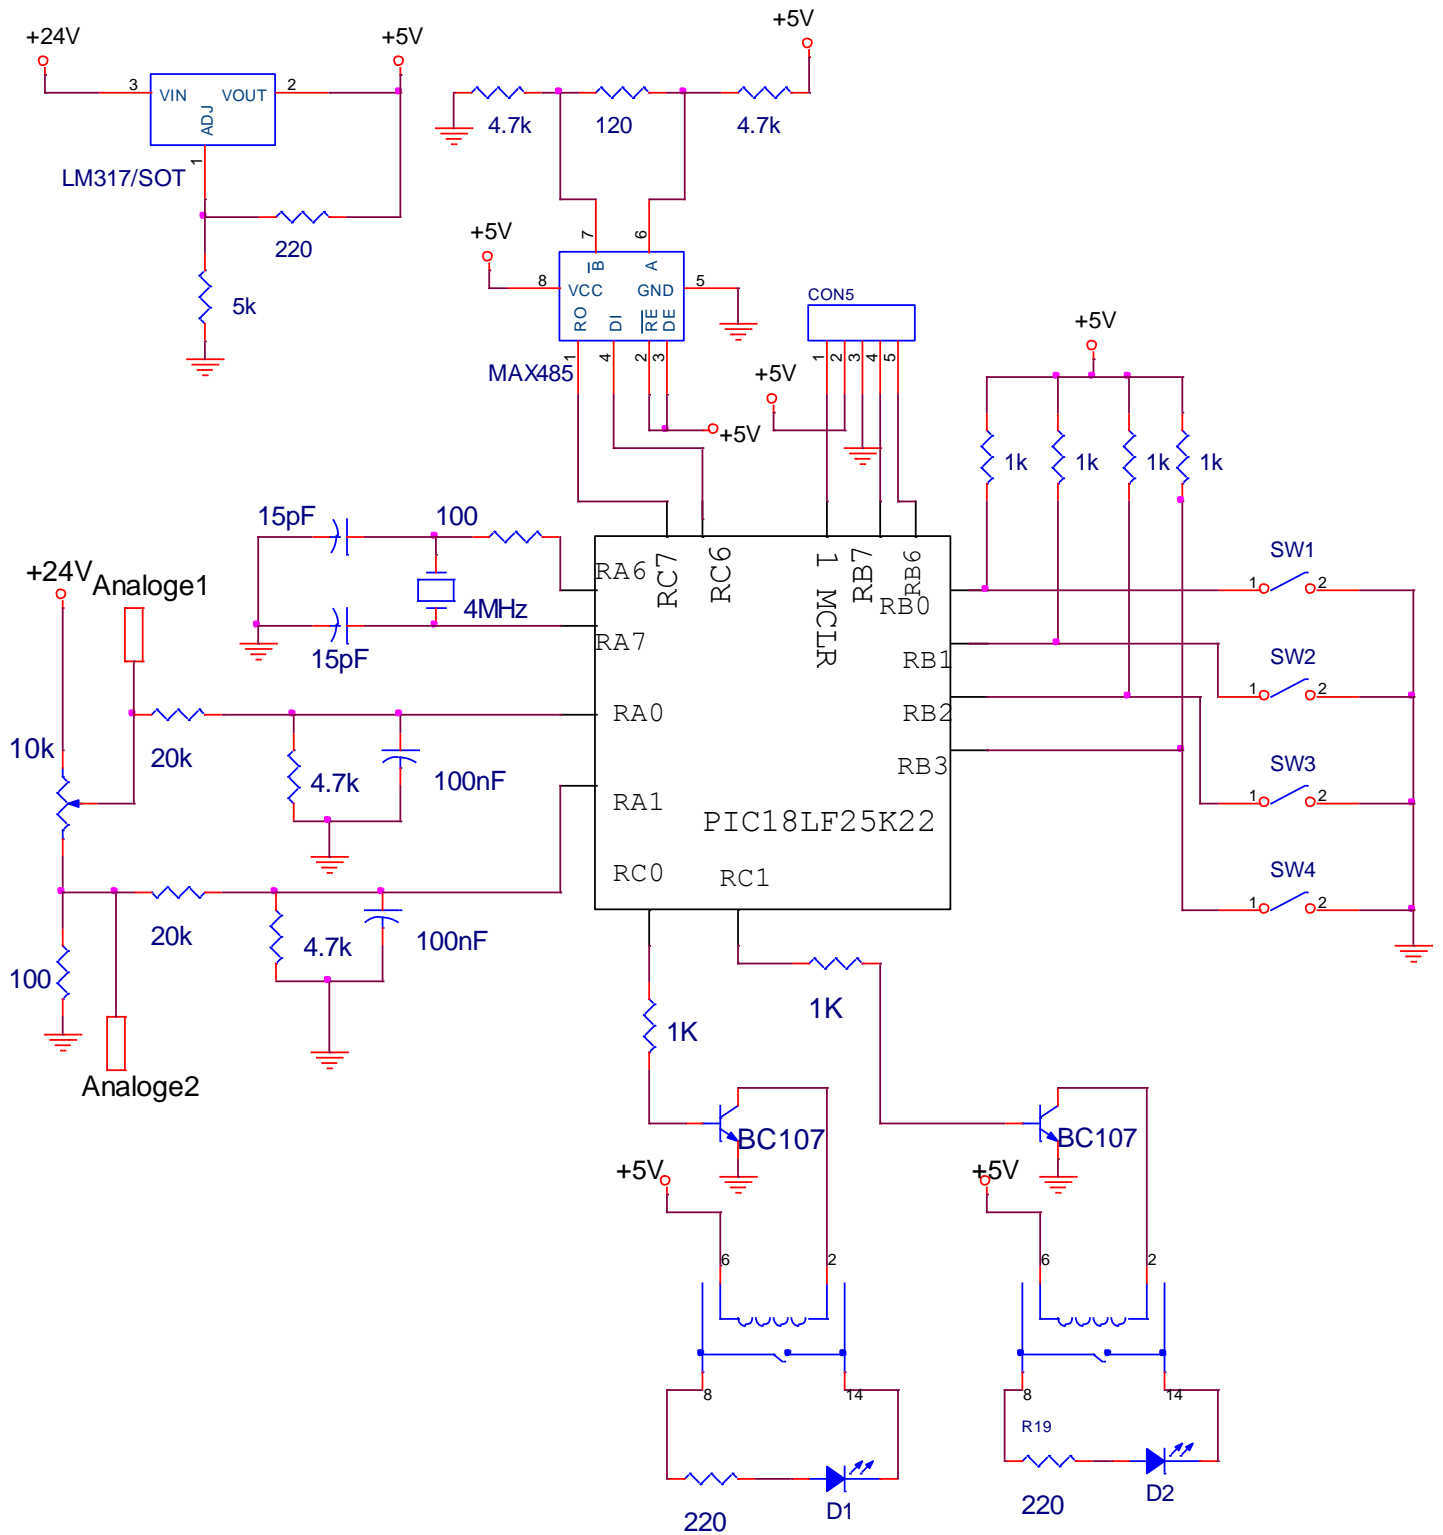 +24V
+5V
3
VIN
VOUT
2
ADJ
1
LM317/SOT
220
5k
+5V
4.7k
120
4.7k
+5V
7
6
B
A
8
VCC
GND
5
RO
DI
RE
DE
1
4
2
3
MAX485
+5V
CON5
1
2
3
4
5
+5V
+5V
1k
1k
1k
1k
15pF
100
4MHz
15pF
+24V
Analoge1
10k
20k
4.7k
100nF
20k
4.7k
100nF
100
Analoge2
RA6
RA7
RA0
RA1
RC0
RC1
RC7
RC6
1 MCLR
RB7
RB6
RB0
RB1
RB2
RB3
PIC18LF25K22
SW1
1
2
SW2
1
2
SW3
1
2
SW4
1
2
1K
1K
BC107
BC107
+5V
+5V
6
2
6
2
8
14
8
14
R19
220
D1
220
D2